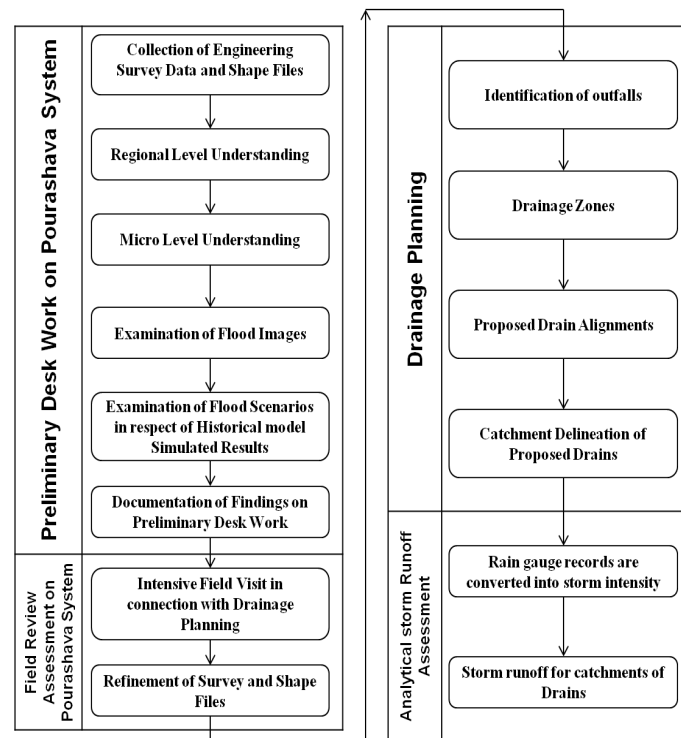 Preliminary Desk Work on Pourashava System
Collection of Engineering
Survey Data and Shape Files
Regional Level Understanding
Micro Level Understanding
Examination of Flood Images
Examination of Flood Scenarios
in respect of Historical model
Simulated Results
Documentation of Findings on
Preliminary Desk Work
Field Review
Assessment on
Pourashava System
Intensive Field Visit in
connection with Drainage
Planning
Refinement of Survey and Shape
Files
Drainage Planning
Identification of outfalls
Drainage Zones
Proposed Drain Alignments
Catchment Delineation of
Proposed Drains
Analytical storm Runoff
Assessment
Rain gauge records are
converted into storm intensity
Storm runoff for catchments of
Drains